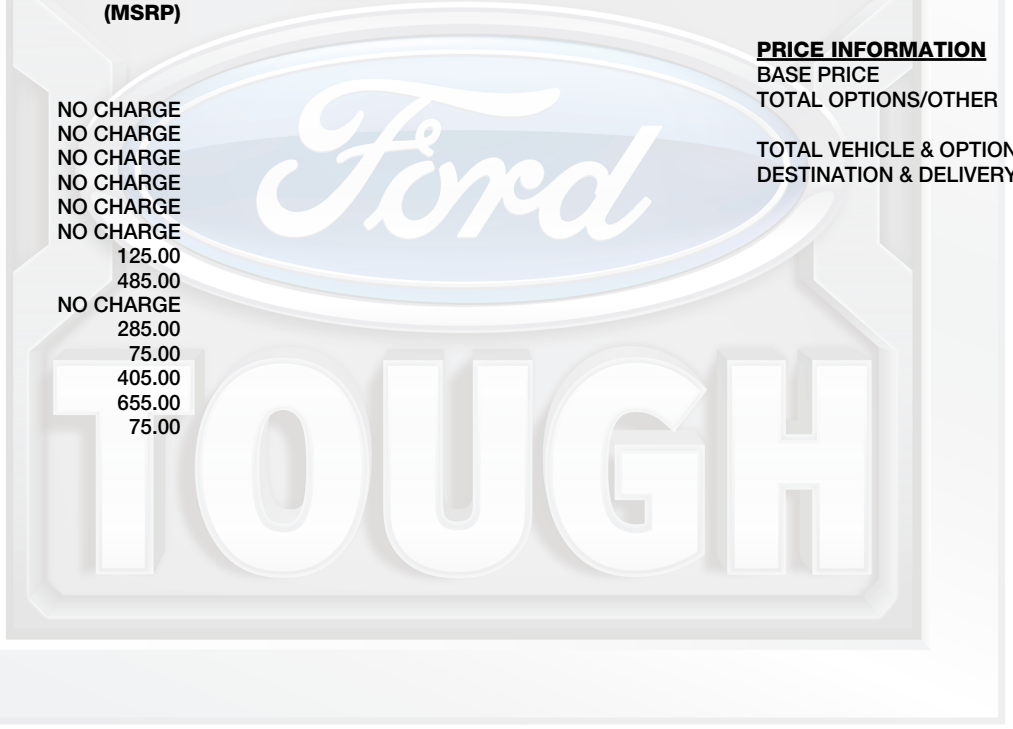 (MSRP)
NO CHARGE
NO CHARGE
NO CHARGE
NO CHARGE
NO CHARGE
NO CHARGE
125.00
485.00
NO CHARGE
285.00
75.00
405.00
655.00
75.00
PRICE INFORMATION
BASE PRICE
TOTAL OPTIONS/OTHER
TOTAL VEHICLE & OPTION
DESTINATION & DELIVERY
Ford
TOUGH